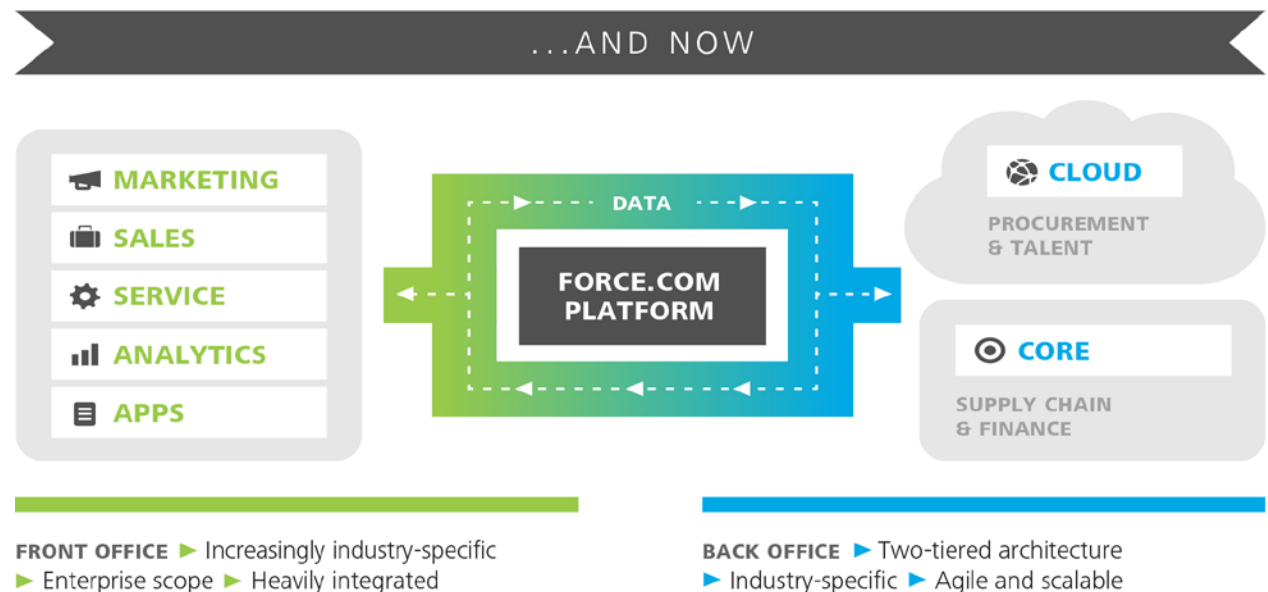 ...AND NOW
MARKETING
SALES
SERVICE
ANALYTICS
APPS
DATA
FORCE.COM
PLATFORM
CLOUD
PROCUREMENT
& TALENT
CORE
SUPPLY CHAIN
& FINANCE
FRONT OFFICE ► Increasingly industry-specific
► Enterprise scope ► Heavily integrated
BACK OFFICE ► Two-tiered architecture
► Industry-specific ► Agile and scalable